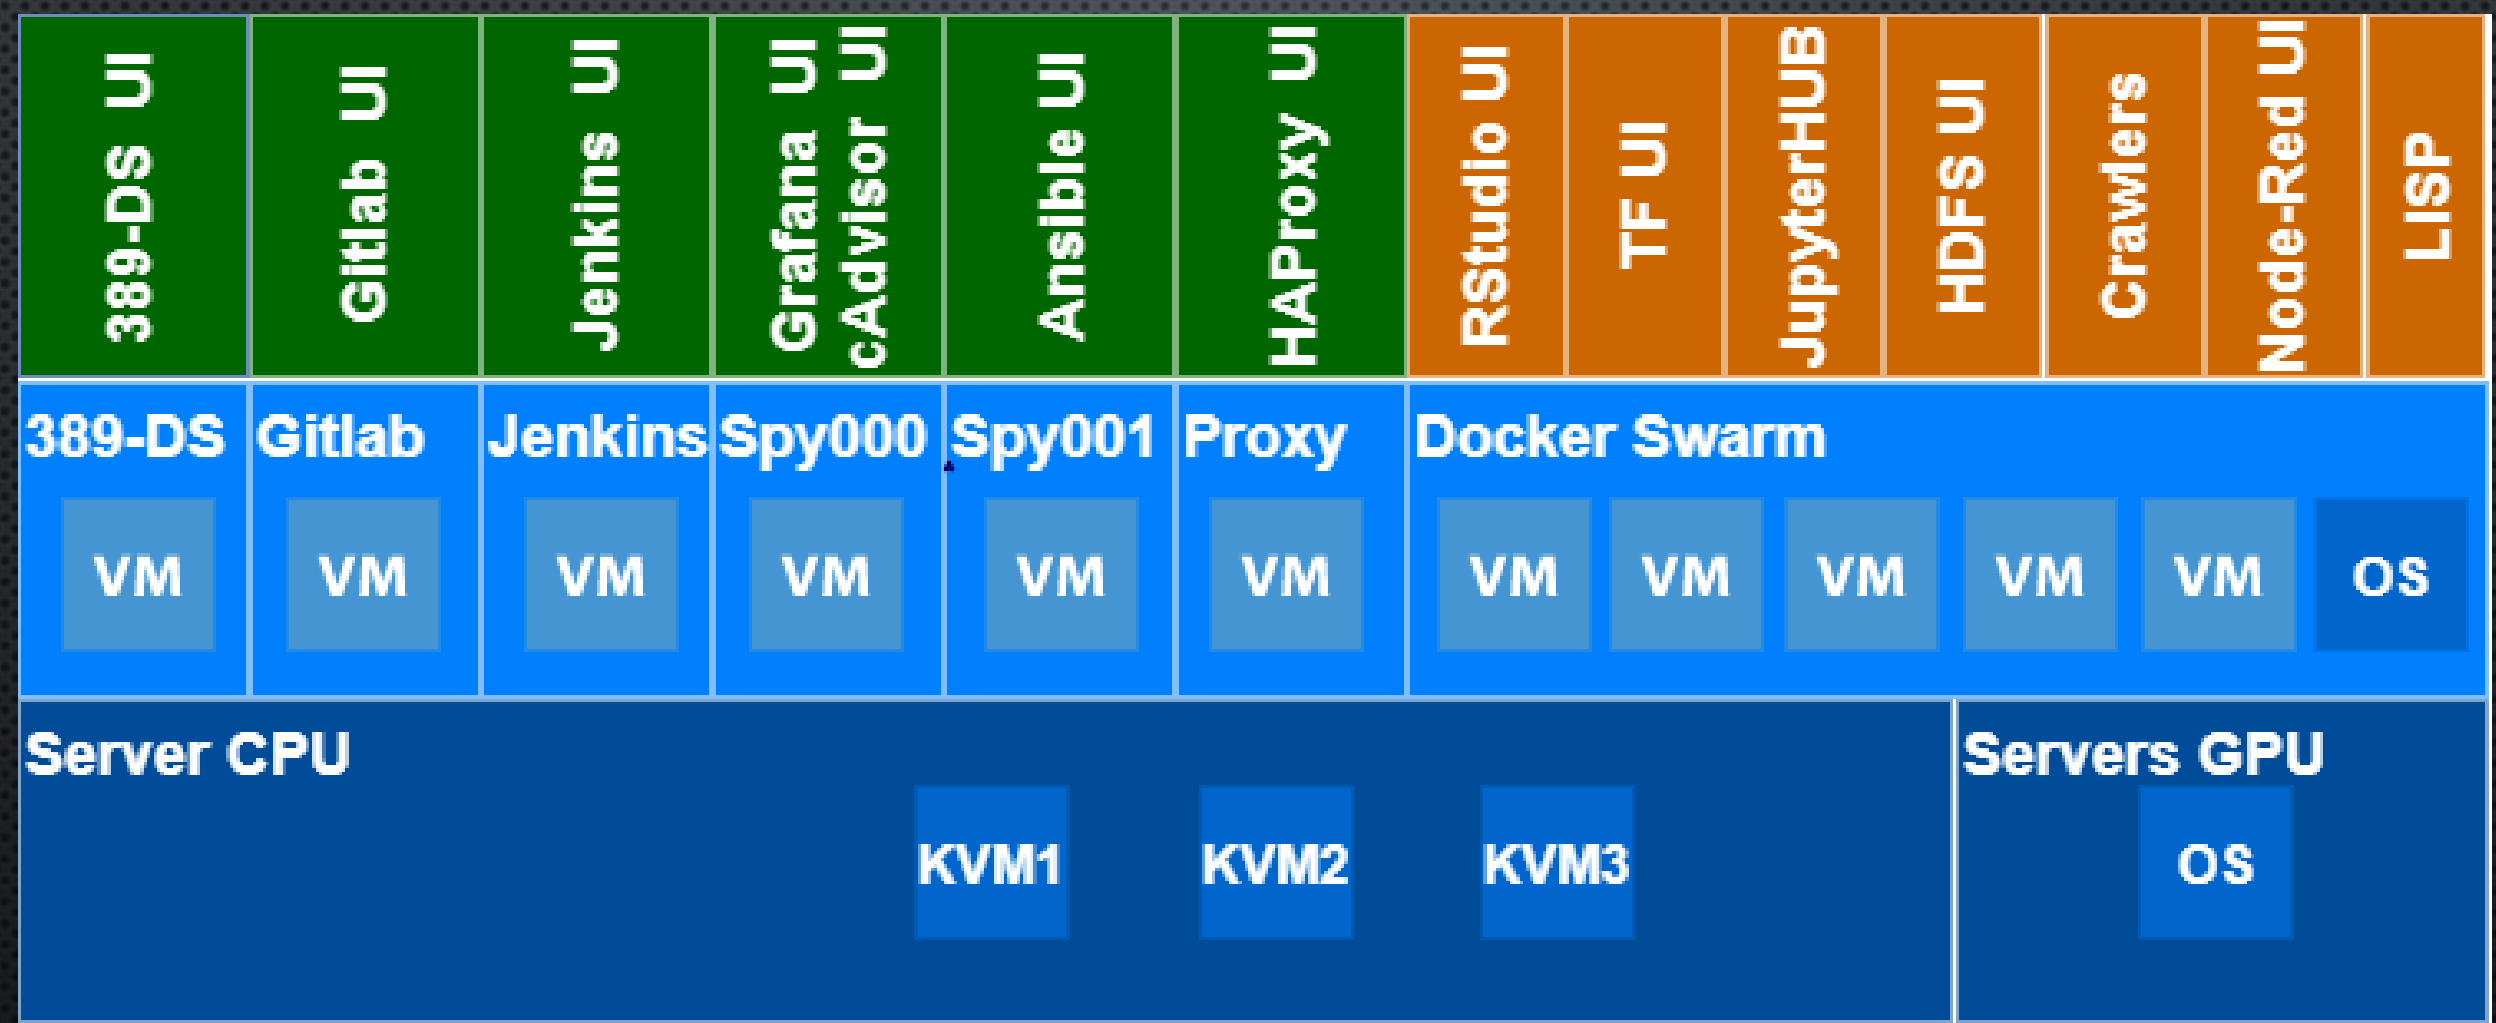 389-DS UI
Gitlab UI
Jenkins UI
Grafana UI
cAdvisor UI
Ansible UI
HAProxy UI
RStudio UI
TF UI
JupyterHUB
HDFS UI
Crawlers
Node-Red UI
LISP
389-DS
Gitlab
Jenkins
Spy000
Spy001
Proxy
Docker Swarm
VM
VM
VM
VM
VM
VM
VM
VM
VM
VM
VM
OS
Server CPU
Servers GPU
KVM1
KVM2
KVM3
OS